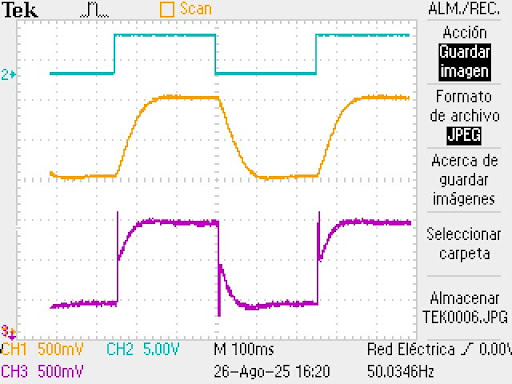 Tek
Scan
ALM./REC.
Acción
Guardar
imagen
Formato
de archivo
JPEG
Acerca de
guardar
imágenes
Seleccionar
carpeta
Almacenar
TEK0006.JPG
2
3
CH1 500mV CH2 5.00V M 100ms Red Eléctrica 0.00V
CH3 500mV 26-Ago-25 16:20 50.0346Hz